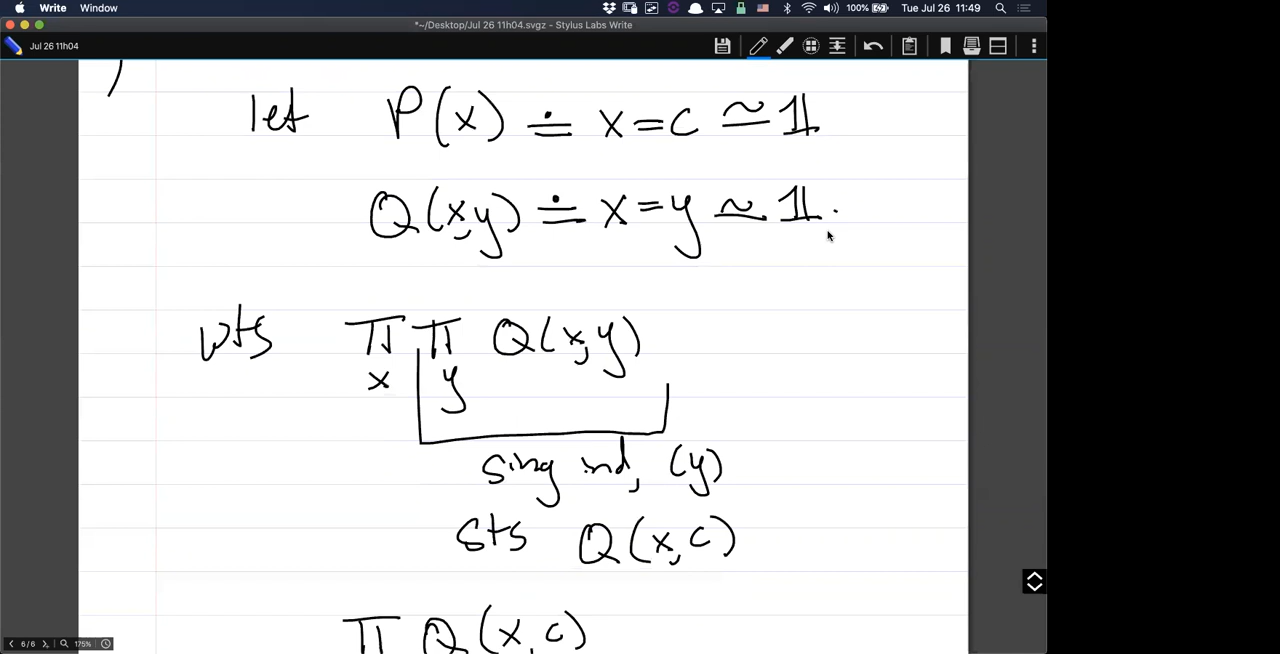 Write Window 100% Tue Jul 26 11:49
*~/Desktop/Jul 26 11h04.svgz - Stylus Labs Write
Jul 26 11h04
let P(x) ≐ x = c ≃ 𝟙
Q(x,y) ≐ x = y ≃ 𝟙.
wts Π Π Q(x,y)
x y
sing ind, (y)
sts Q(x,c)
Π Q(x,c)
6/6 175%